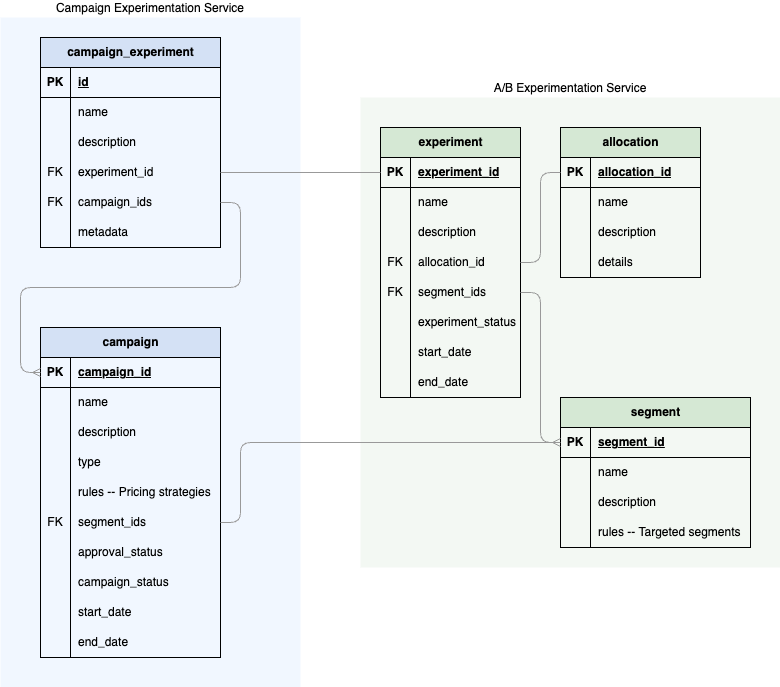 Campaign Experimentation Service
campaign_experiment
PK id
name
description
FK experiment_id
FK campaign_ids
metadata
campaign
PK campaign_id
name
description
type
rules -- Pricing strategies
FK segment_ids
approval_status
campaign_status
start_date
end_date
A/B Experimentation Service
experiment
PK experiment_id
name
description
FK allocation_id
FK segment_ids
experiment_status
start_date
end_date
allocation
PK allocation_id
name
description
details
segment
PK segment_id
name
description
rules -- Targeted segments